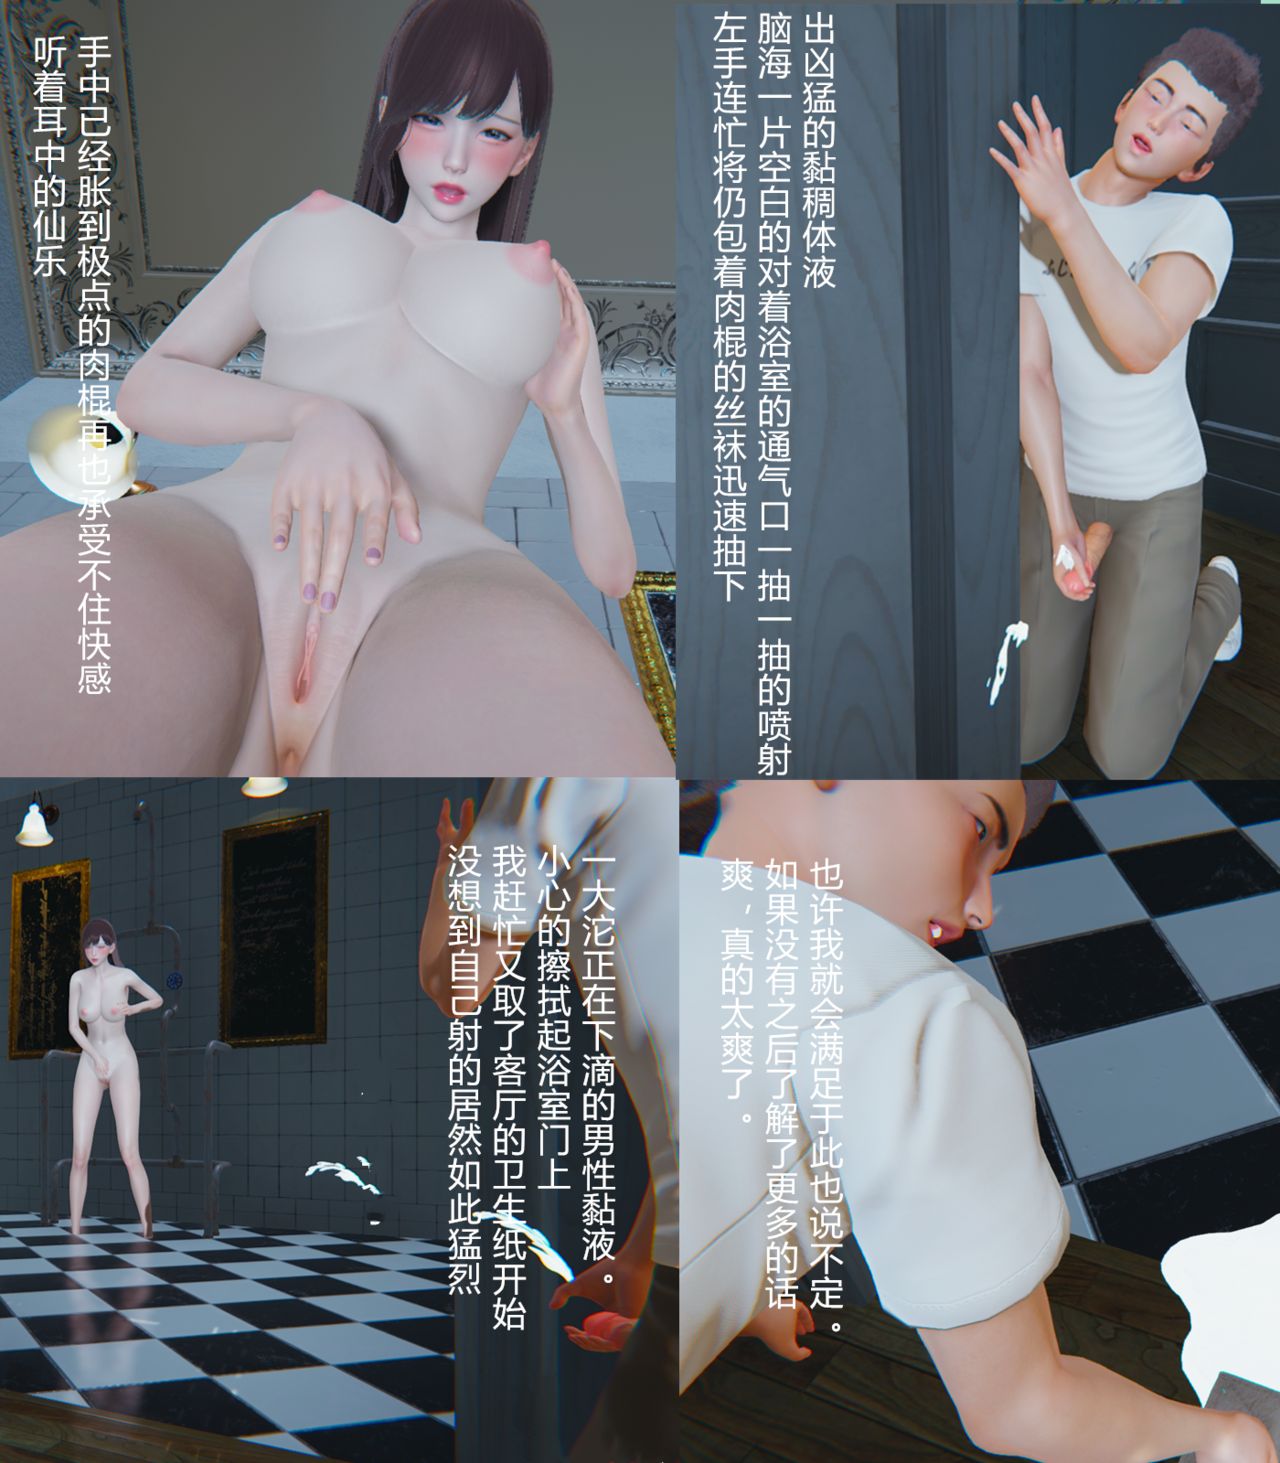 听着耳中的仙乐
手中已经胀到极点的肉棍再也承受不住快感
左手连忙将仍包着肉棍的丝袜迅速抽下
脑海一片空白的对着浴室的通气口一抽一抽的喷射
出凶猛的黏稠体液
没想到自己射的居然如此猛烈
我赶忙又取了客厅的卫生纸开始
小心的擦拭起浴室门上
一大沱正在下滴的男性黏液。
爽，真的太爽了。
如果没有之后了解了更多的话
也许我就会满足于此也说不定。